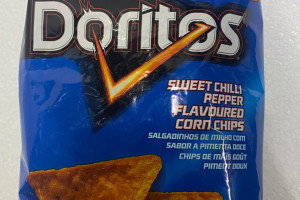 Doritos
SWEET CHILLI
PEPPER
FLAVOURED
CORN CHIPS
SALGADINHOS DE MILHO COM
SABOR A PIMENTA DOCE
CHIPS DE MAÏS GOÛT
PIMENT DOUX